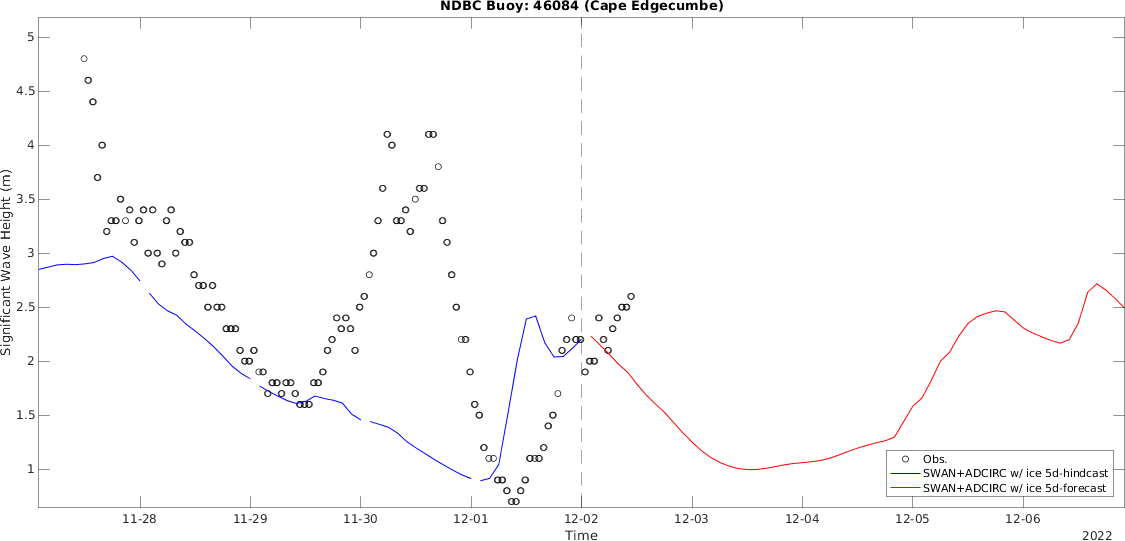 NDBC Buoy: 46084 (Cape Edgecumbe)
Significant Wave Height (m)
5
4.5
4
3.5
3
2.5
2
1.5
1
Obs.
SWAN+ADCIRC w/ ice 5d-hindcast
SWAN+ADCIRC w/ ice 5d-forecast
11-28 11-29 11-30 12-01 12-02 12-03 12-04 12-05 12-06
Time
2022